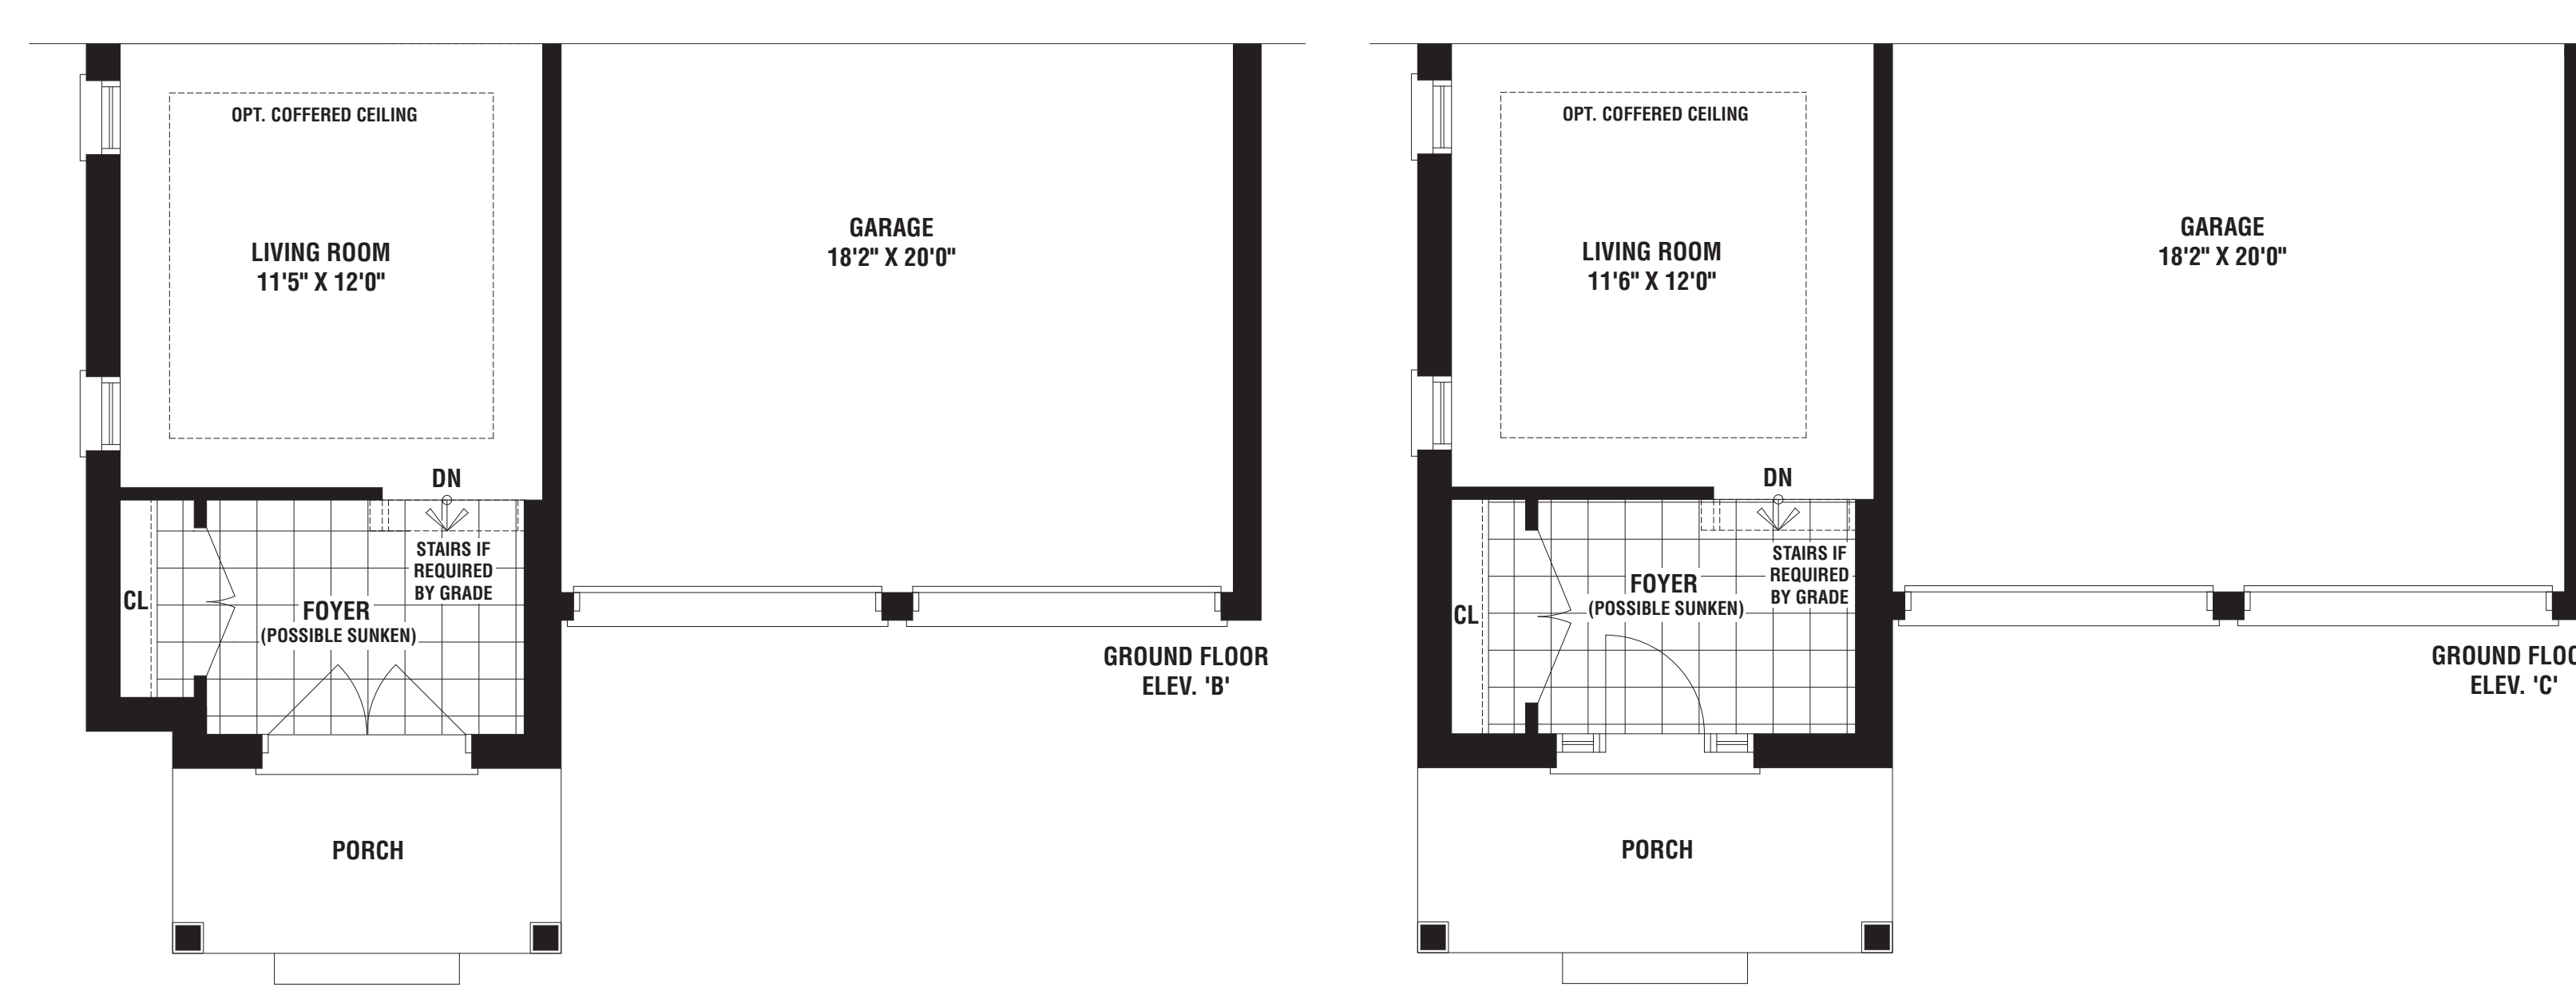 OPT. COFFERED CEILING
LIVING ROOM
11'5" X 12'0"
GARAGE
18'2" X 20'0"
DN
STAIRS IF
REQUIRED
BY GRADE
CL
FOYER
(POSSIBLE SUNKEN)
GROUND FLOOR
ELEV. 'B'
PORCH
OPT. COFFERED CEILING
LIVING ROOM
11'6" X 12'0"
GARAGE
18'2" X 20'0"
DN
STAIRS IF
REQUIRED
BY GRADE
CL
FOYER
(POSSIBLE SUNKEN)
GROUND FLOO
ELEV. 'C'
PORCH